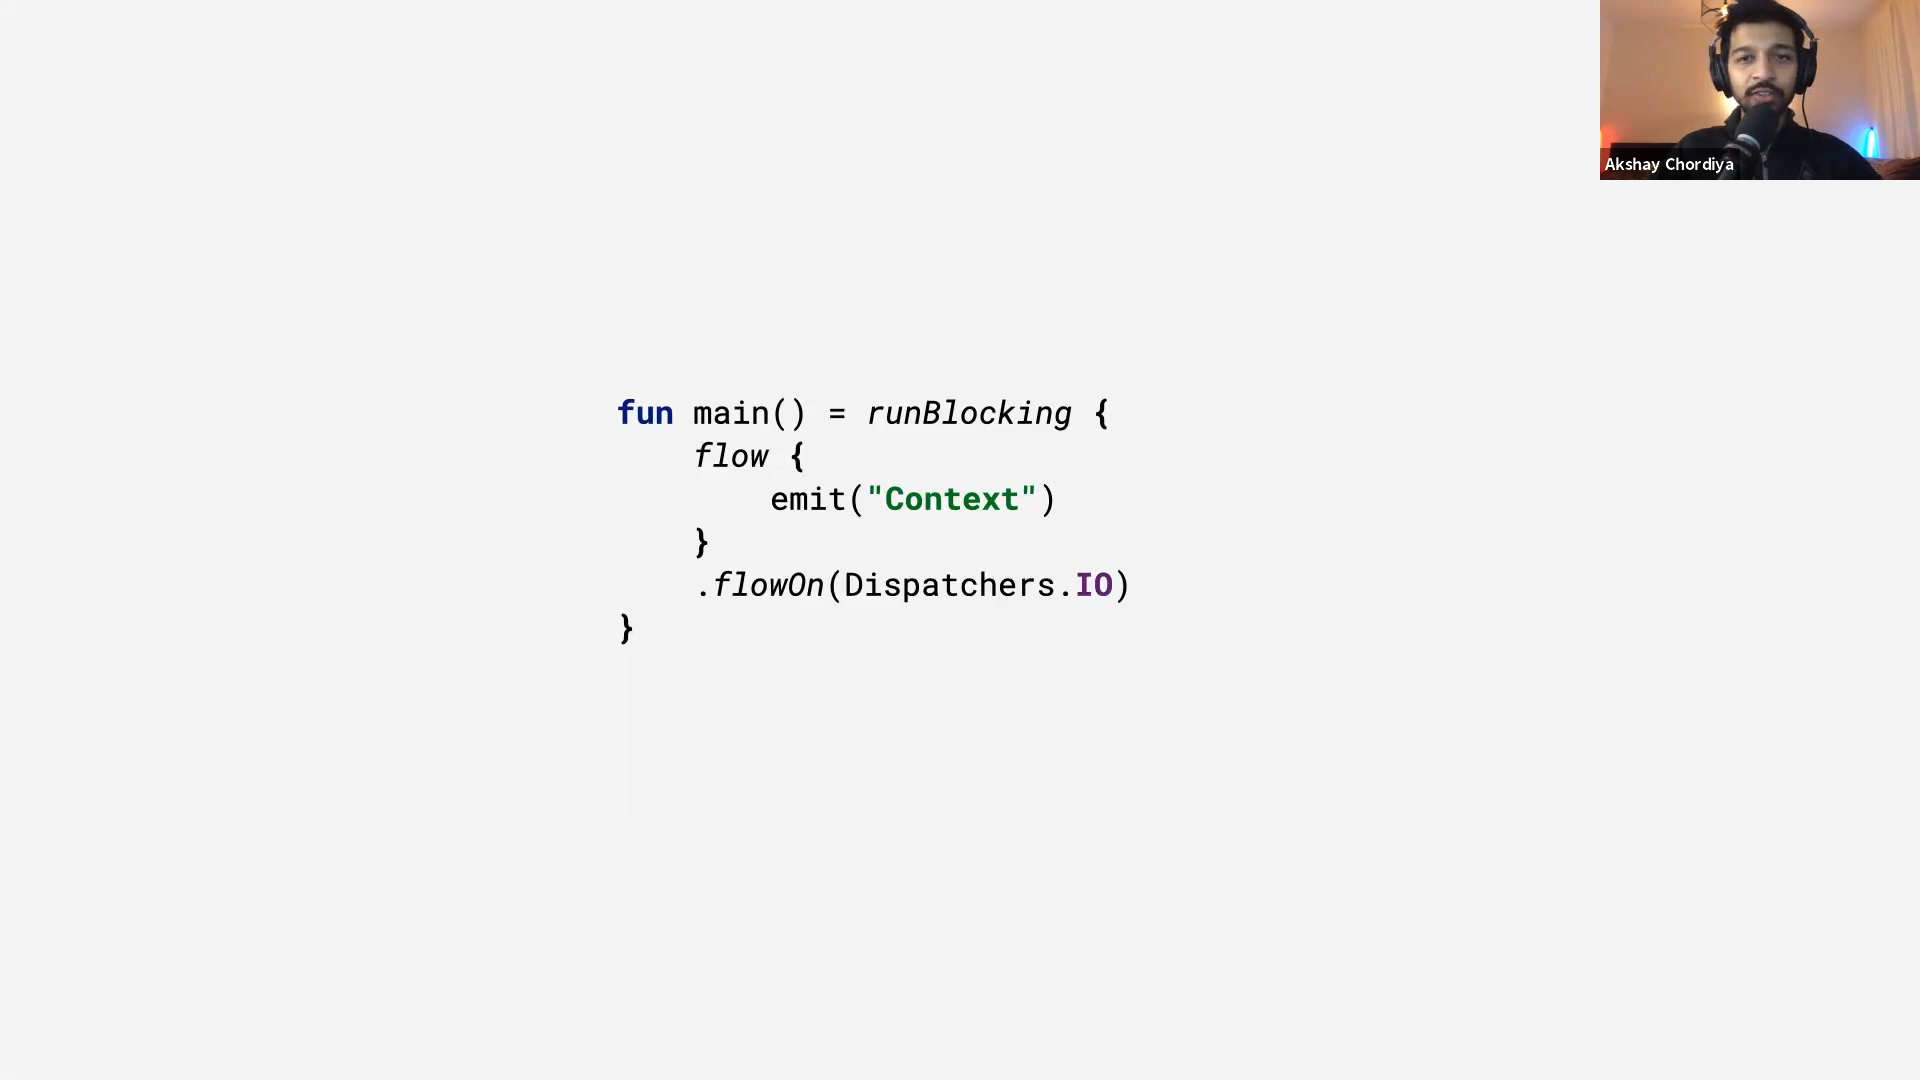 Akshay Chordiya
fun main() = runBlocking {
    flow {
        emit("Context")
    }
    .flowOn(Dispatchers.IO)
}